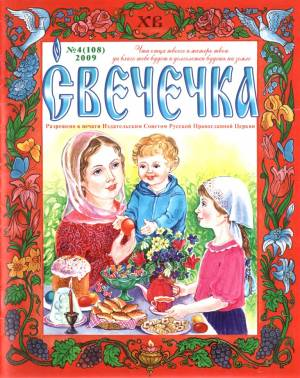 ХВ
№4(108)
2009
Чти отца твоего и матерь твою
да благо тебе будет и долголетен будеши на земле
СВЕЧЕЧКА
Разрешено к печати Издательским Советом Русской Православной Церкви